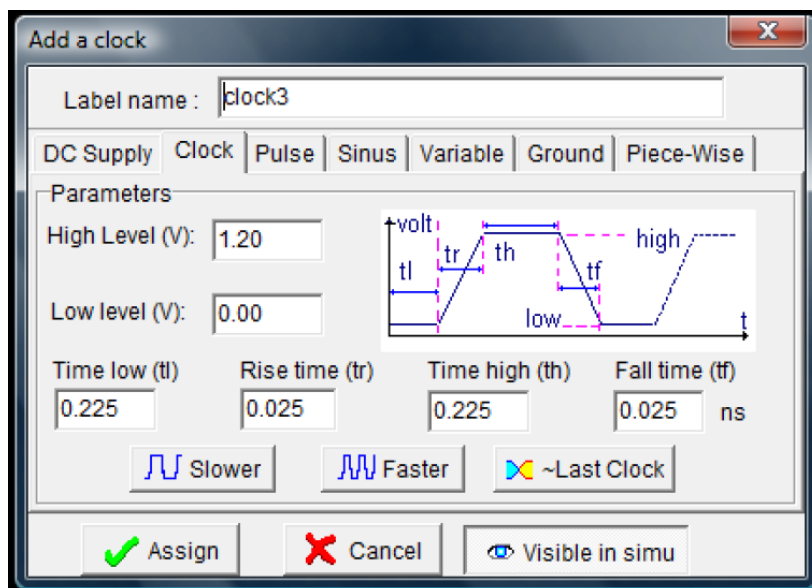 Add a clock
x
Label name : clock3
DC Supply Clock Pulse Sinus Variable Ground Piece-Wise
Parameters
High Level (V): 1.20
volt
tr th high
tl tf
Low level (V): 0.00
low t
Time low (tl) Rise time (tr) Time high (th) Fall time (tf)
0.225 0.025 0.225 0.025 ns
Slower Faster ~Last Clock
Assign Cancel Visible in simu